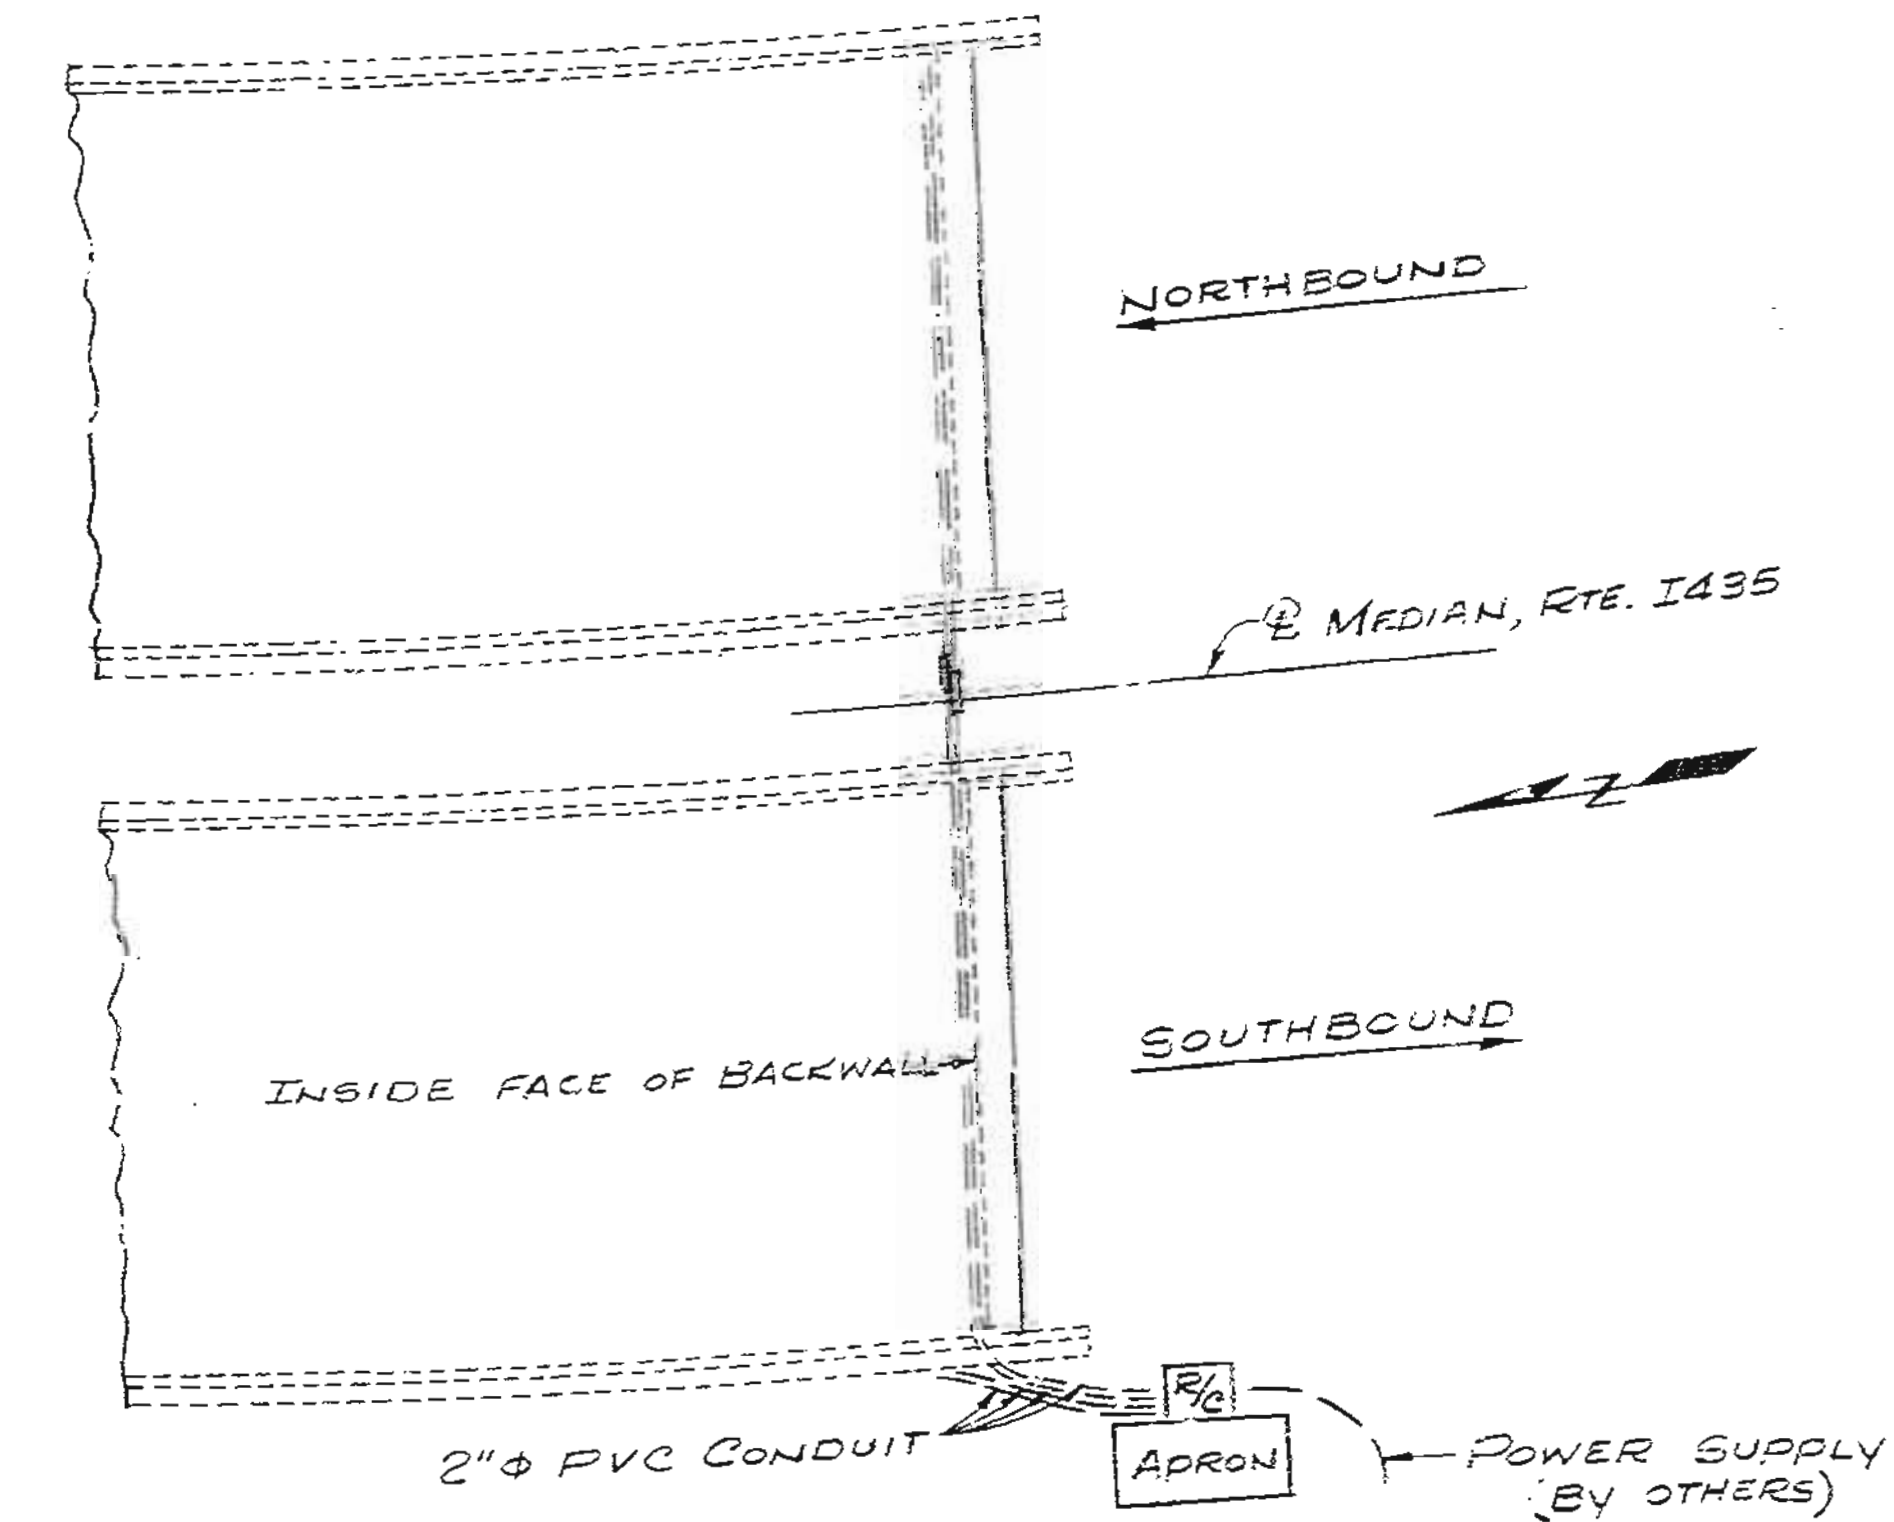 NORTHBOUND
℄ MEDIAN, RTE. I435
N
SOUTHBOUND
INSIDE FACE OF BACKWALL
R/C
2"Φ PVC CONDUIT
APRON
POWER SUPPLY
(BY OTHERS)